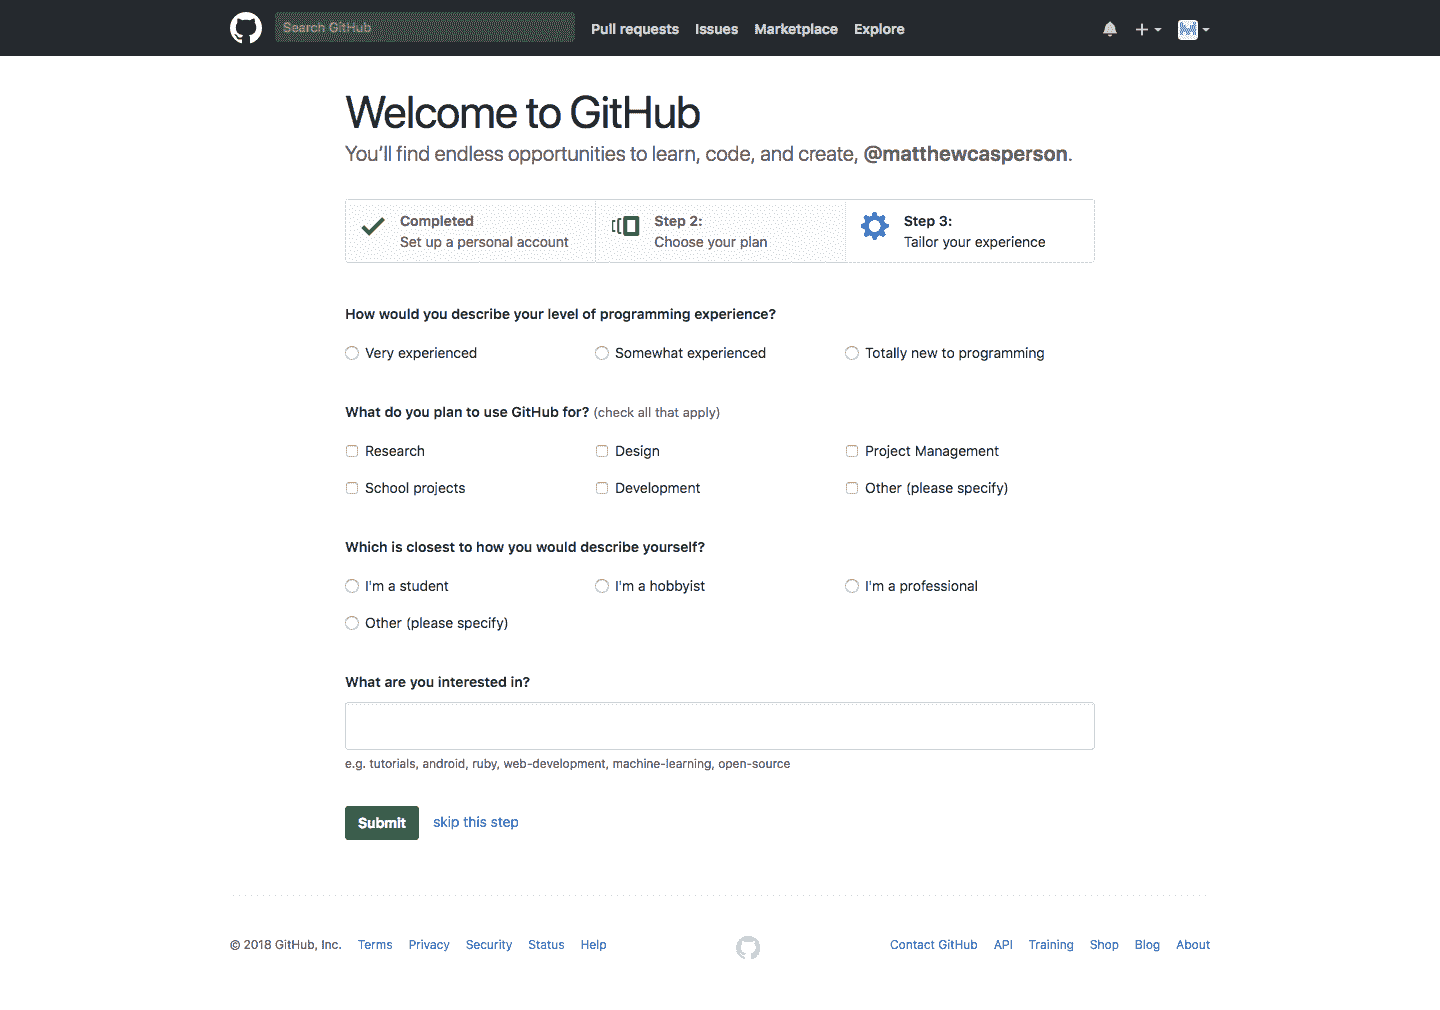 Search GitHub
Pull requests Issues Marketplace Explore
Welcome to GitHub
You'll find endless opportunities to learn, code, and create, @matthewcasperson.
Completed
Set up a personal account
Step 2:
Choose your plan
Step 3:
Tailor your experience
How would you describe your level of programming experience?
Very experienced Somewhat experienced Totally new to programming
What do you plan to use GitHub for? (check all that apply)
Research Design Project Management
School projects Development Other (please specify)
Which is closest to how you would describe yourself?
I'm a student I'm a hobbyist I'm a professional
Other (please specify)
What are you interested in?
e.g. tutorials, android, ruby, web-development, machine-learning, open-source
Submit skip this step
© 2018 GitHub, Inc. Terms Privacy Security Status Help Contact GitHub API Training Shop Blog About